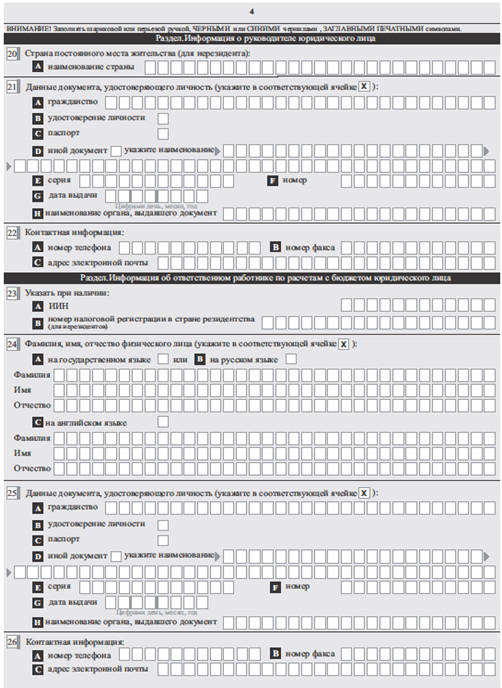 4
ВНИМАНИЕ! Заполнять шариковой или перьевой ручкой, ЧЕРНЫМИ или СИНИМИ чернилами , ЗАГЛАВНЫМИ ПЕЧАТНЫМИ символами.
Раздел.Информация о руководителе юридического лица
20 Страна постоянного места жительства (для нерезидента):
A наименование страны
21 Данные документа, удостоверяющего личность (укажите в соответствующей ячейке X ):
A гражданство
B удостоверение личности
C паспорт
D иной документ укажите наименование
E серия F номер
G дата выдачи
Цифрами день, месяц, год
H наименование органа, выдавшего документ
22 Контактная информация:
A номер телефона B номер факса
C адрес электронной почты
Раздел.Информация об ответственном работнике по расчетам с бюджетом юридического лица
23 Указать при наличии:
A ИИН
B номер налоговой регистрации в стране резидентства
(для нерезидентов)
24 Фамилия, имя, отчество физического лица (укажите в соответствующей ячейке X ):
A на государственном языке или B на русском языке
Фамилия
Имя
Отчество
C на английском языке
Фамилия
Имя
Отчество
25 Данные документа, удостоверяющего личность (укажите в соответствующей ячейке X ):
A гражданство
B удостоверение личности
C паспорт
D иной документ укажите наименование
E серия F номер
G дата выдачи
Цифрами день, месяц, год
H наименование органа, выдавшего документ
26 Контактная информация:
A номер телефона B номер факса
C адрес электронной почты